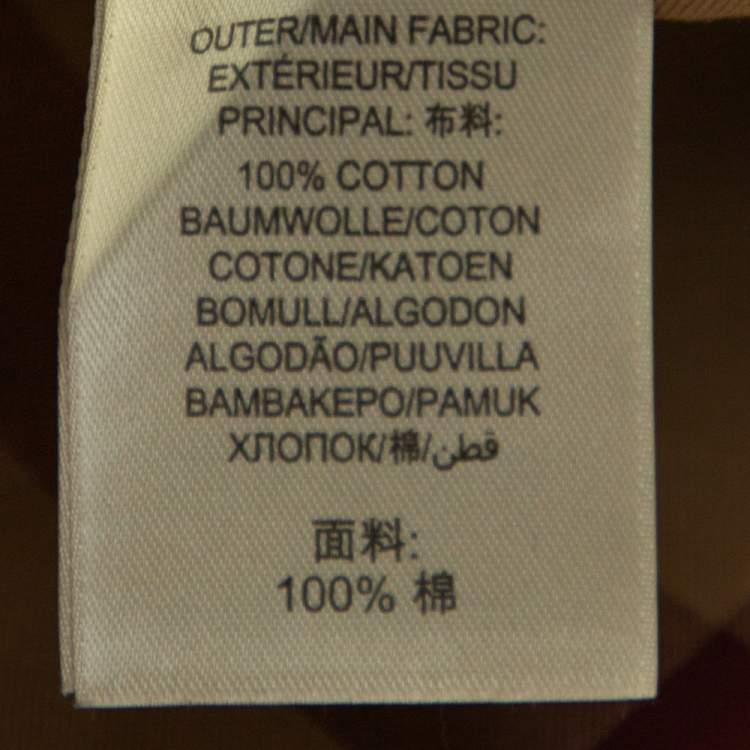 OUTER/MAIN FABRIC:
EXTÉRIEUR/TISSU
PRINCIPAL: 布料:
100% COTTON
BAUMWOLLE/COTON
COTONE/KATOEN
BOMULL/ALGODON
ALGODÃO/PUUVILLA
BAMBAKEPO/PAMUK
ХЛОПОК/棉/قطن
面料:
100% 棉